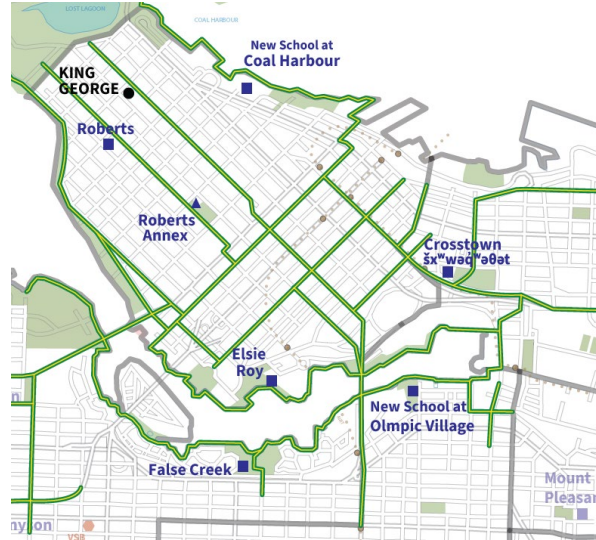 LOST LAGOON
COAL HARBOUR
New School at
Coal Harbour
KING
GEORGE
Roberts
Roberts
Annex
Crosstown
šxʷwəq̓ʷəθət
Elsie
Roy
New School at
Olmpic Village
False Creek
Mount
Pleasan
nyson
VSB